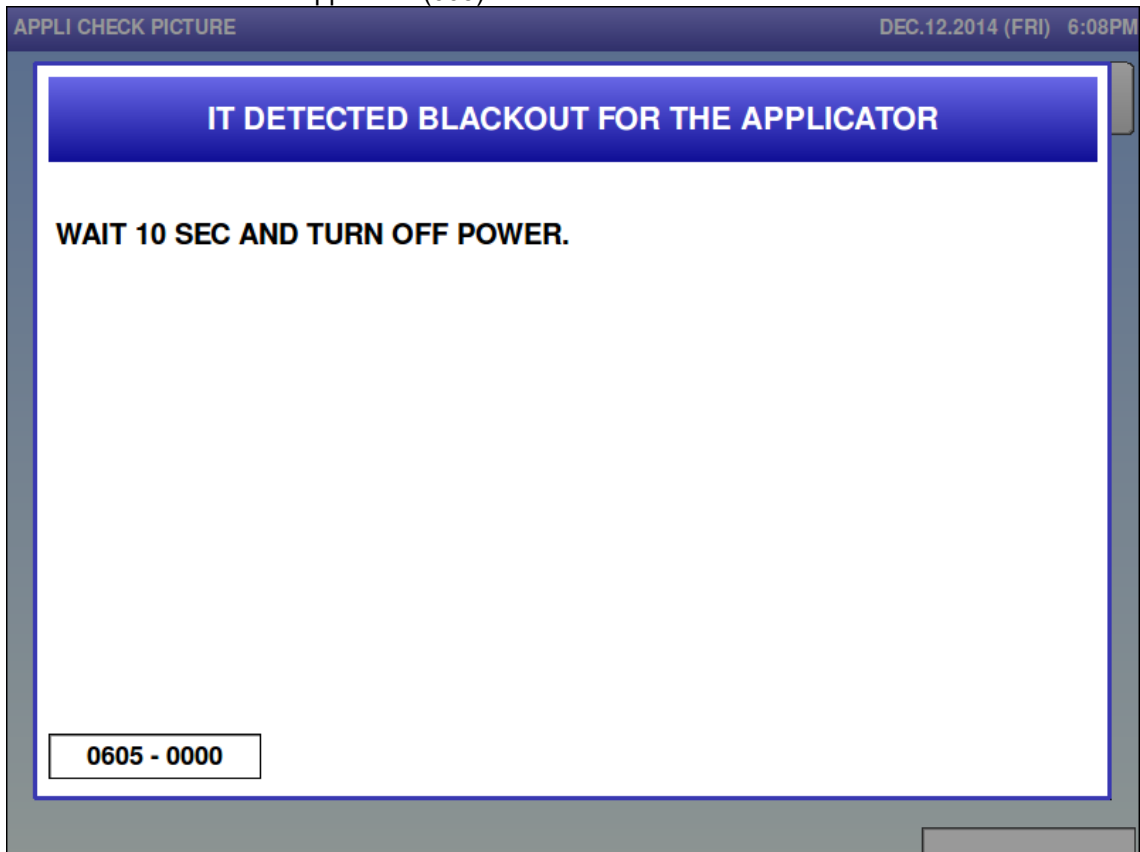 APPLI CHECK PICTURE DEC.12.2014 (FRI) 6:08PM
IT DETECTED BLACKOUT FOR THE APPLICATOR
WAIT 10 SEC AND TURN OFF POWER.
0605 - 0000